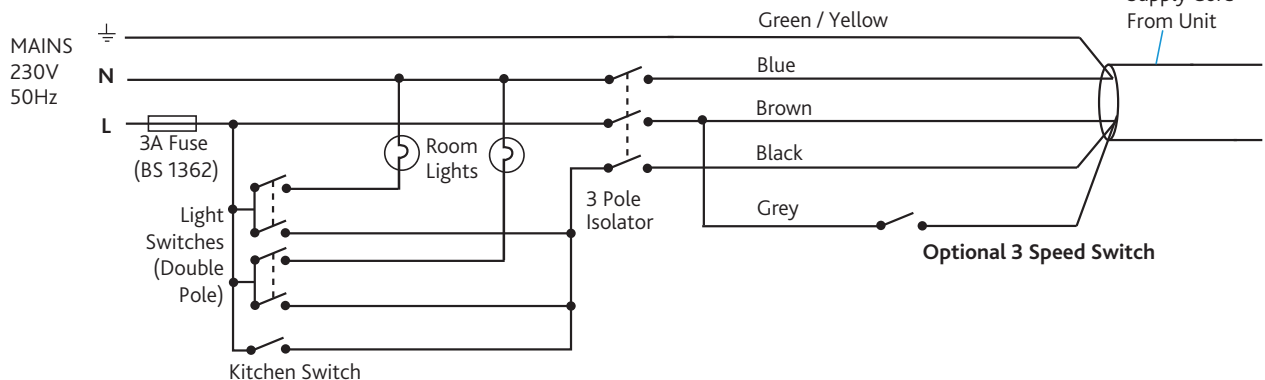 Supply Cord
From Unit
Green / Yellow
MAINS
230V
50Hz
N
Blue
L
Brown
3A Fuse
(BS 1362)
Room
Lights
Black
3 Pole
Isolator
Grey
Light
Switches
(Double
Pole)
Optional 3 Speed Switch
Kitchen Switch